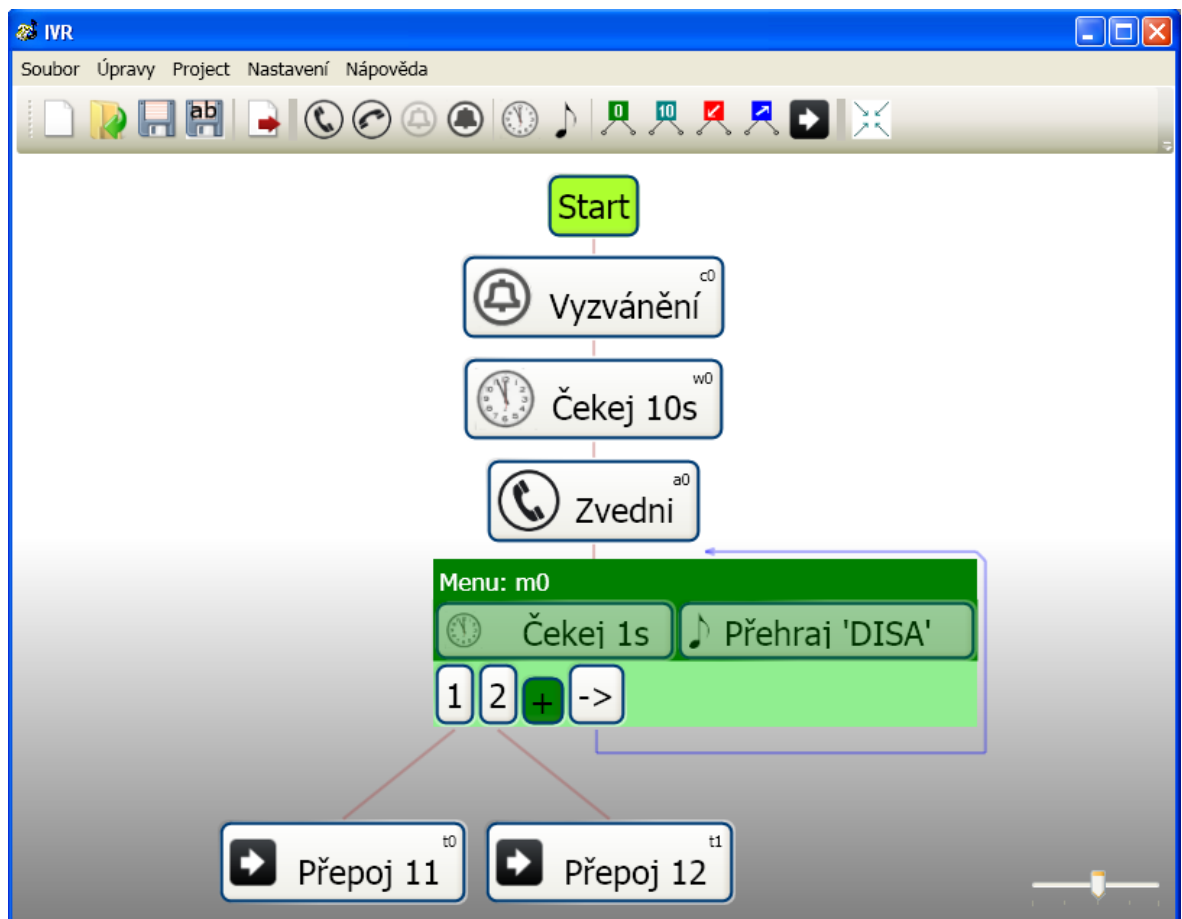 IVR
Soubor Úpravy Project Nastavení Nápověda
ab 0 10
Start
c0
Vyzvánění
w0
Čekej 10s
a0
Zvedni
Menu: m0
Čekej 1s Přehraj 'DISA'
1 2 + ->
t0 t1
Přepoj 11 Přepoj 12